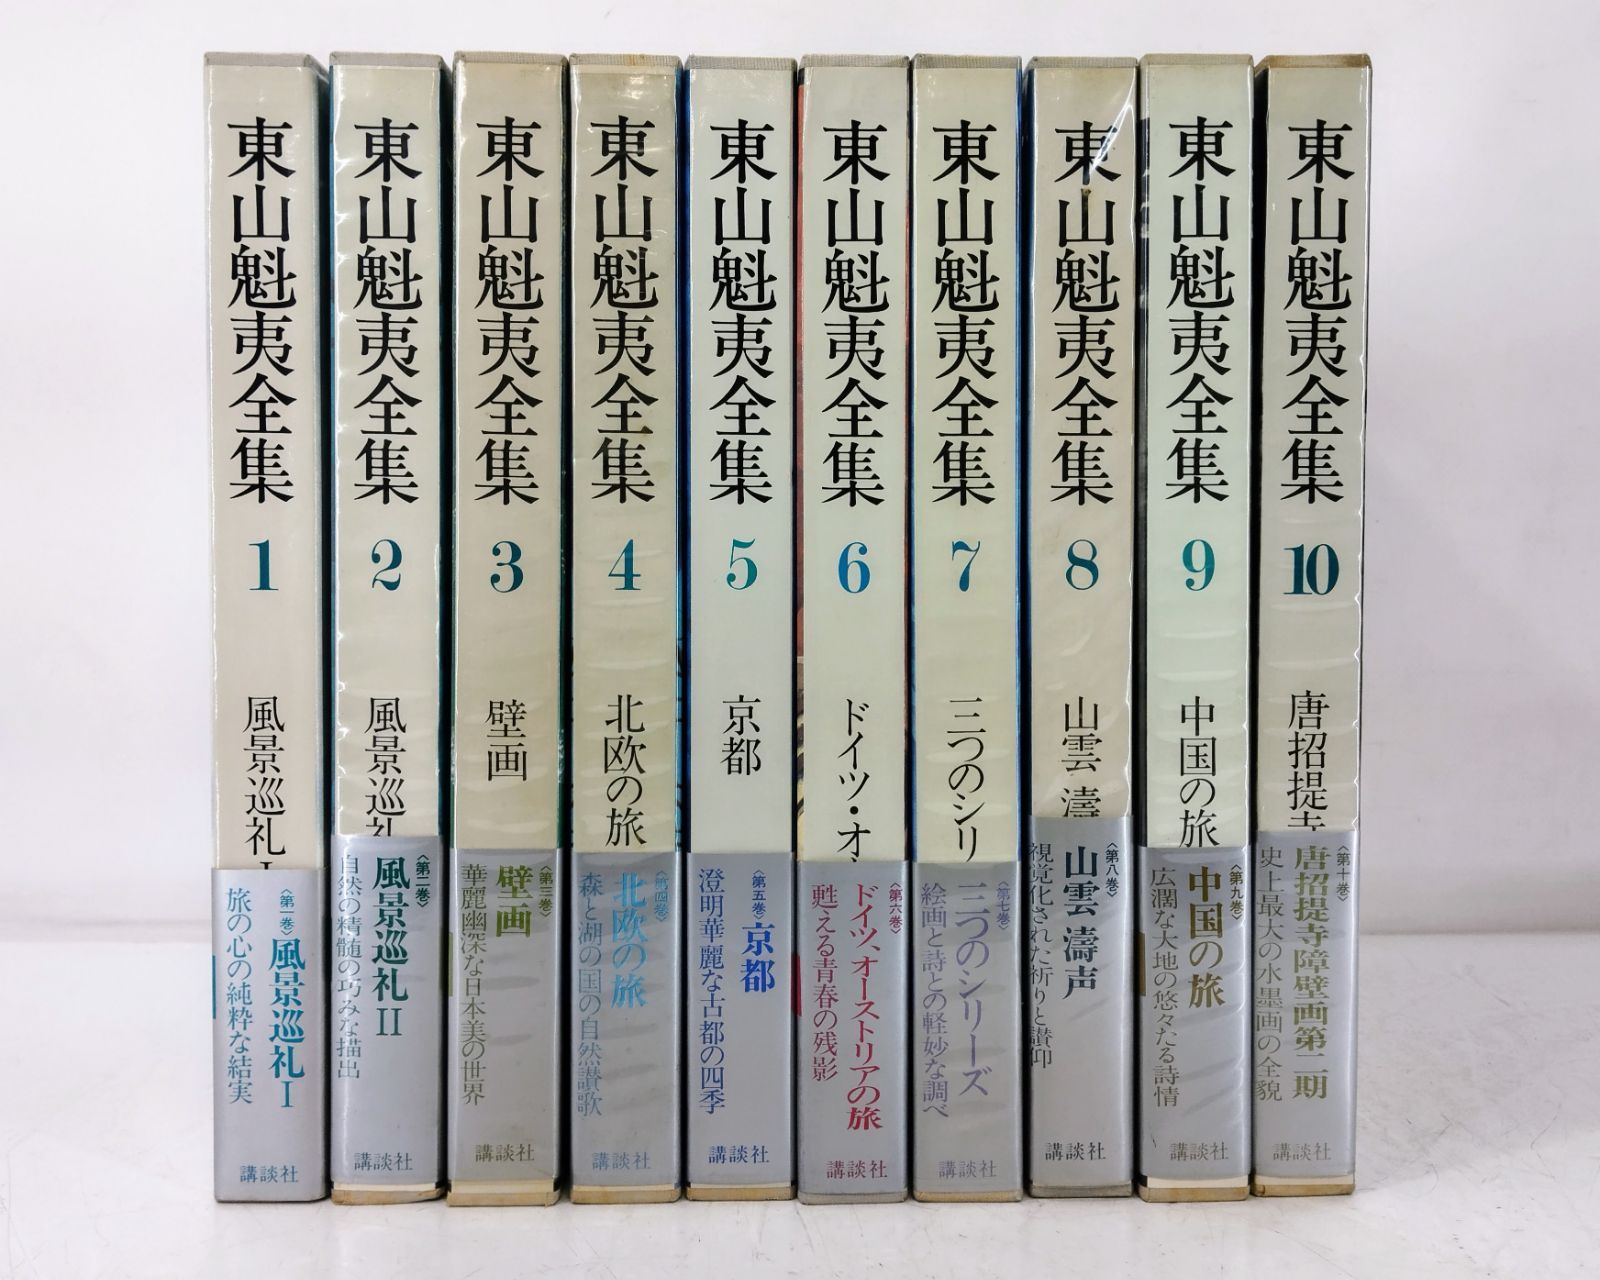 東山魁夷全集
1
風景巡礼 I
〈第一巻〉
風景巡礼 I
旅の心の純粋な結実
講談社
東山魁夷全集
2
風景巡礼
〈第二巻〉
風景巡礼 II
自然の精髄の巧みな描出
講談社
東山魁夷全集
3
壁画
〈第三巻〉
壁画
華麗幽深な日本美の世界
講談社
東山魁夷全集
4
北欧の旅
〈第四巻〉
北欧の旅
森と湖の国の自然讃歌
講談社
東山魁夷全集
5
京都
〈第五巻〉
京都
澄明華麗な古都の四季
講談社
東山魁夷全集
6
ドイツ・オ
〈第六巻〉
ドイツ、オーストリアの旅
甦える青春の残影
講談社
東山魁夷全集
7
三つのシリ
〈第七巻〉
三つのシリーズ
絵画と詩との軽妙な調べ
講談社
東山魁夷全集
8
山雲 濤
〈第八巻〉
山雲 濤声
視覚化された祈りと讃仰
講談社
東山魁夷全集
9
中国の旅
〈第九巻〉
中国の旅
広濶な大地の悠々たる詩情
講談社
東山魁夷全集
10
唐招提寺
〈第十巻〉
唐招提寺障壁画第二期
史上最大の水墨画の全貌
講談社